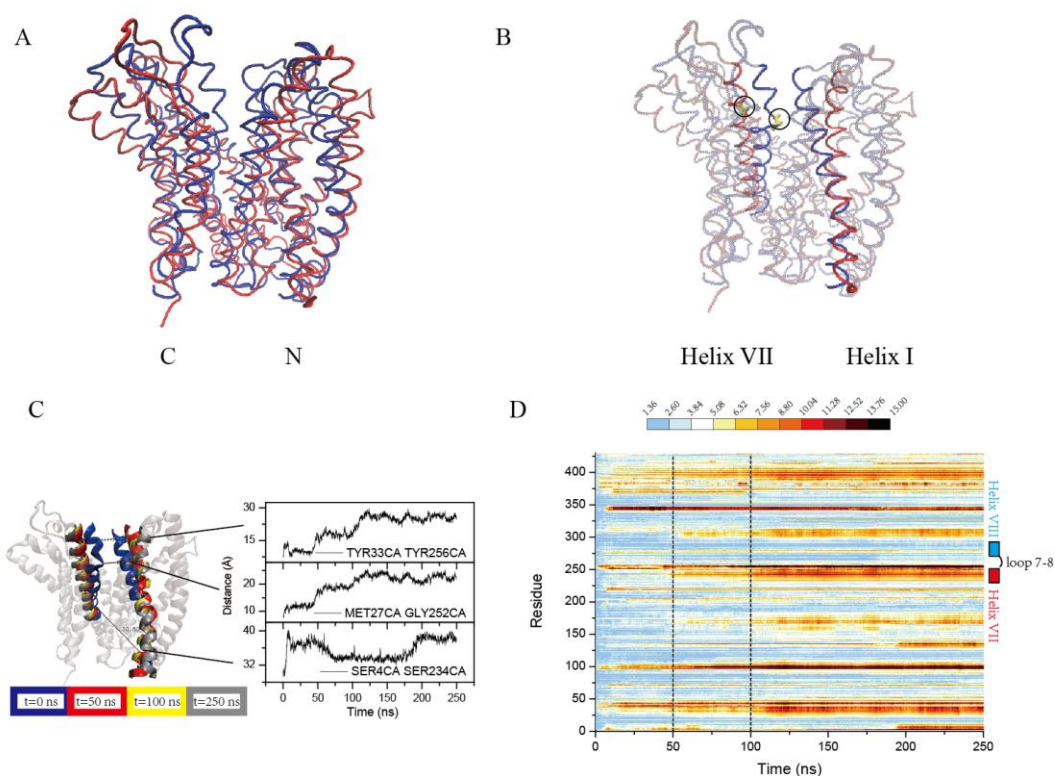 A
C N
B
Helix VII Helix I
C
t=0 ns t=50 ns t=100 ns t=250 ns
Distance (A)
30
15
TYR33CA TYR256CA
20
10
MET27CA GLY252CA
40
32
SER4CA SER234CA
0 50 100 150 200 250
Time (ns)
D
1.36 2.60 3.84 5.08 6.32 7.56 8.80 10.04 11.28 12.52 13.76 15.00
Residue
400
350
300
250
200
150
100
50
0
0 50 100 150 200 250
Time (ns)
Helix VIII
loop 7-8
Helix VII